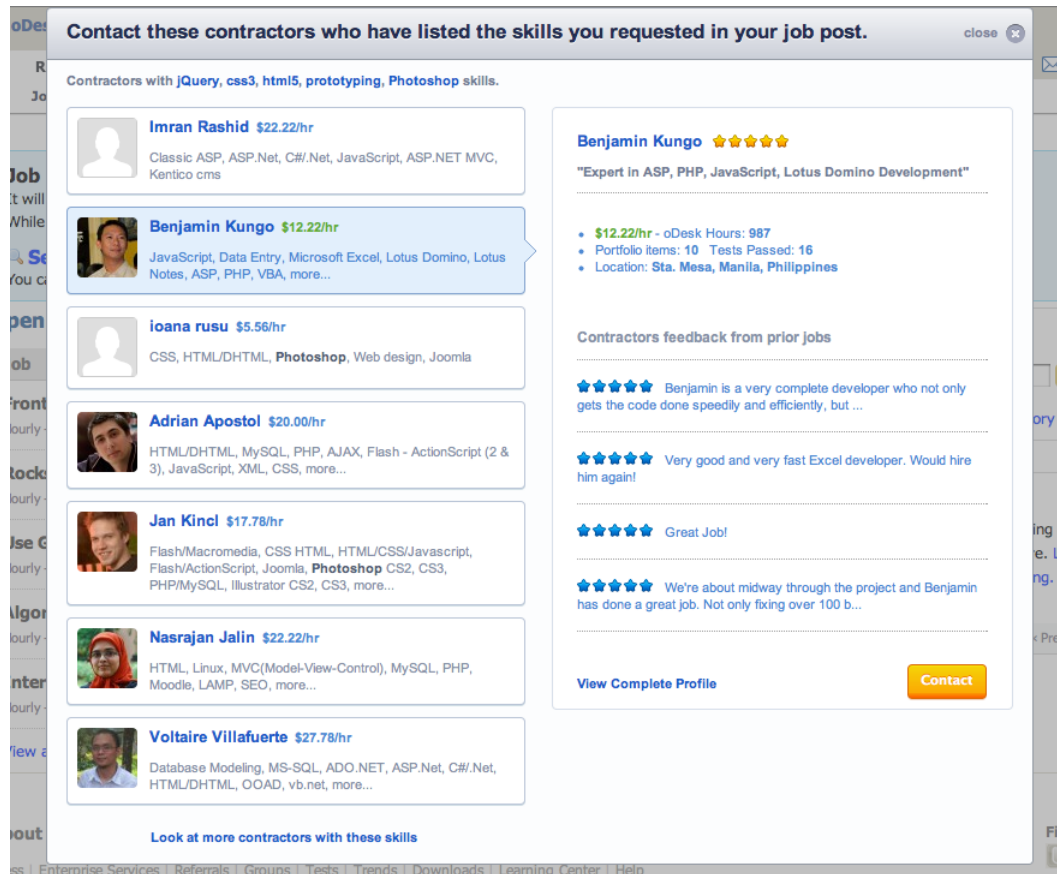 Contact these contractors who have listed the skills you requested in your job post.
close
Contractors with jQuery, css3, html5, prototyping, Photoshop skills.
Imran Rashid $22.22/hr
Classic ASP, ASP.Net, C#/.Net, JavaScript, ASP.NET MVC,
Kentico cms
Benjamin Kungo $12.22/hr
JavaScript, Data Entry, Microsoft Excel, Lotus Domino, Lotus
Notes, ASP, PHP, VBA, more...
ioana rusu $5.56/hr
CSS, HTML/DHTML, Photoshop, Web design, Joomla
Adrian Apostol $20.00/hr
HTML/DHTML, MySQL, PHP, AJAX, Flash - ActionScript (2 &
3), JavaScript, XML, CSS, more...
Jan Kincl $17.78/hr
Flash/Macromedia, CSS HTML, HTML/CSS/Javascript,
Flash/ActionScript, Joomla, Photoshop CS2, CS3,
PHP/MySQL, Illustrator CS2, CS3, more...
Nasrajan Jalin $22.22/hr
HTML, Linux, MVC(Model-View-Control), MySQL, PHP,
Moodle, LAMP, SEO, more...
Voltaire Villafuerte $27.78/hr
Database Modeling, MS-SQL, ADO.NET, ASP.Net, C#/.Net,
HTML/DHTML, OOAD, vb.net, more...
Look at more contractors with these skills
Benjamin Kungo
"Expert in ASP, PHP, JavaScript, Lotus Domino Development"
$12.22/hr - oDesk Hours: 987
Portfolio items: 10 Tests Passed: 16
Location: Sta. Mesa, Manila, Philippines
Contractors feedback from prior jobs
Benjamin is a very complete developer who not only
gets the code done speedily and efficiently, but ...
Very good and very fast Excel developer. Would hire
him again!
Great Job!
We're about midway through the project and Benjamin
has done a great job. Not only fixing over 100 b...
View Complete Profile
Contact
Job
It will
While
Enterprise Services | Referrals | Groups | Tests | Trends | Downloads | Learning Center | Help